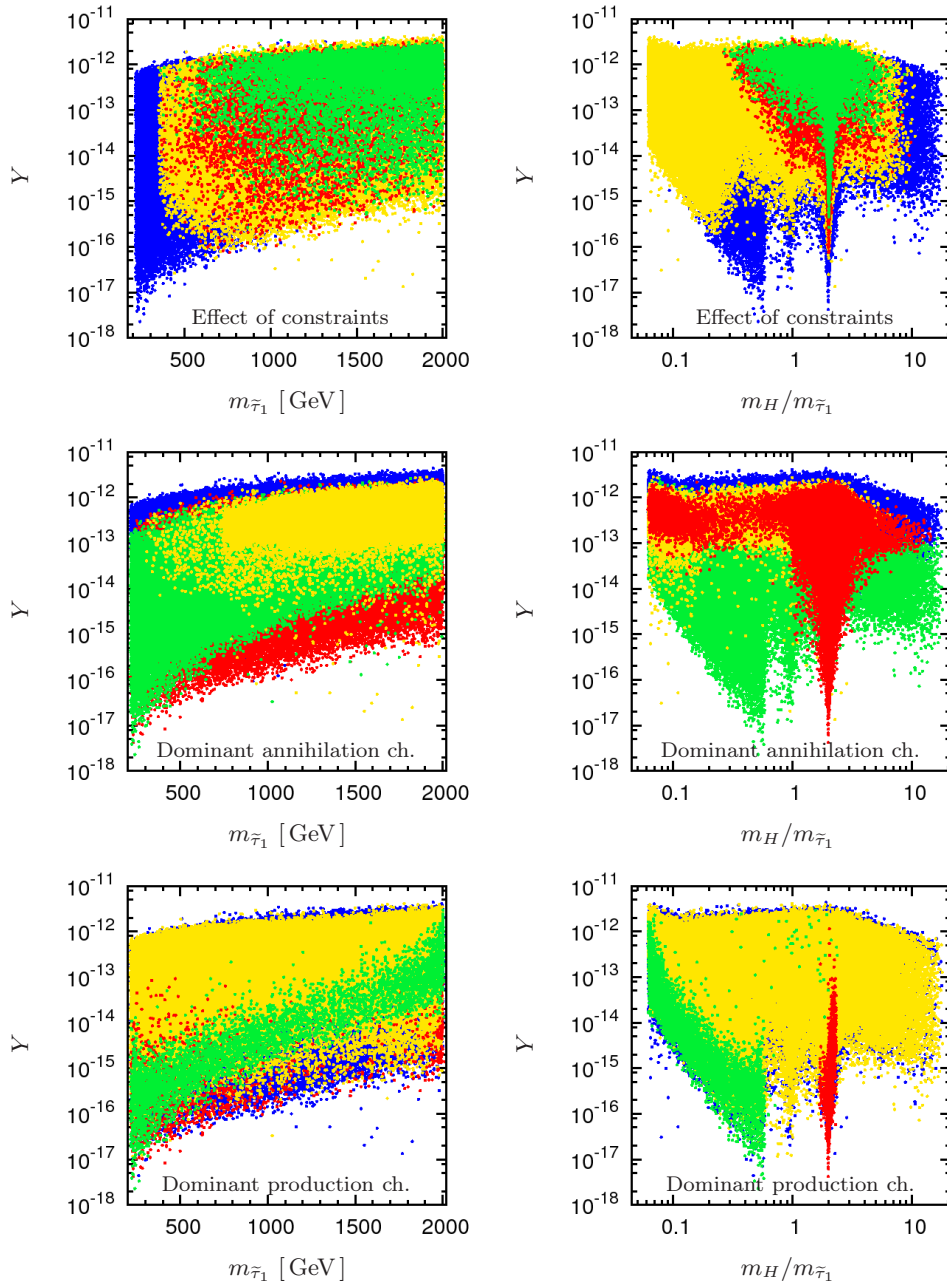 10⁻¹¹ 10⁻¹¹
10⁻¹² 10⁻¹²
10⁻¹³ 10⁻¹³
Y 10⁻¹⁴ Y 10⁻¹⁴
10⁻¹⁵ 10⁻¹⁵
10⁻¹⁶ 10⁻¹⁶
10⁻¹⁷ 10⁻¹⁷
Effect of constraints Effect of constraints
10⁻¹⁸ 10⁻¹⁸
500 1000 1500 2000 0.1 1 10
m_{τ̃₁} [GeV] m_H/m_{τ̃₁}
10⁻¹¹ 10⁻¹¹
10⁻¹² 10⁻¹²
10⁻¹³ 10⁻¹³
Y 10⁻¹⁴ Y 10⁻¹⁴
10⁻¹⁵ 10⁻¹⁵
10⁻¹⁶ 10⁻¹⁶
10⁻¹⁷ 10⁻¹⁷
Dominant annihilation ch. Dominant annihilation ch.
10⁻¹⁸ 10⁻¹⁸
500 1000 1500 2000 0.1 1 10
m_{τ̃₁} [GeV] m_H/m_{τ̃₁}
10⁻¹¹ 10⁻¹¹
10⁻¹² 10⁻¹²
10⁻¹³ 10⁻¹³
Y 10⁻¹⁴ Y 10⁻¹⁴
10⁻¹⁵ 10⁻¹⁵
10⁻¹⁶ 10⁻¹⁶
10⁻¹⁷ 10⁻¹⁷
Dominant production ch. Dominant production ch.
10⁻¹⁸ 10⁻¹⁸
500 1000 1500 2000 0.1 1 10
m_{τ̃₁} [GeV] m_H/m_{τ̃₁}